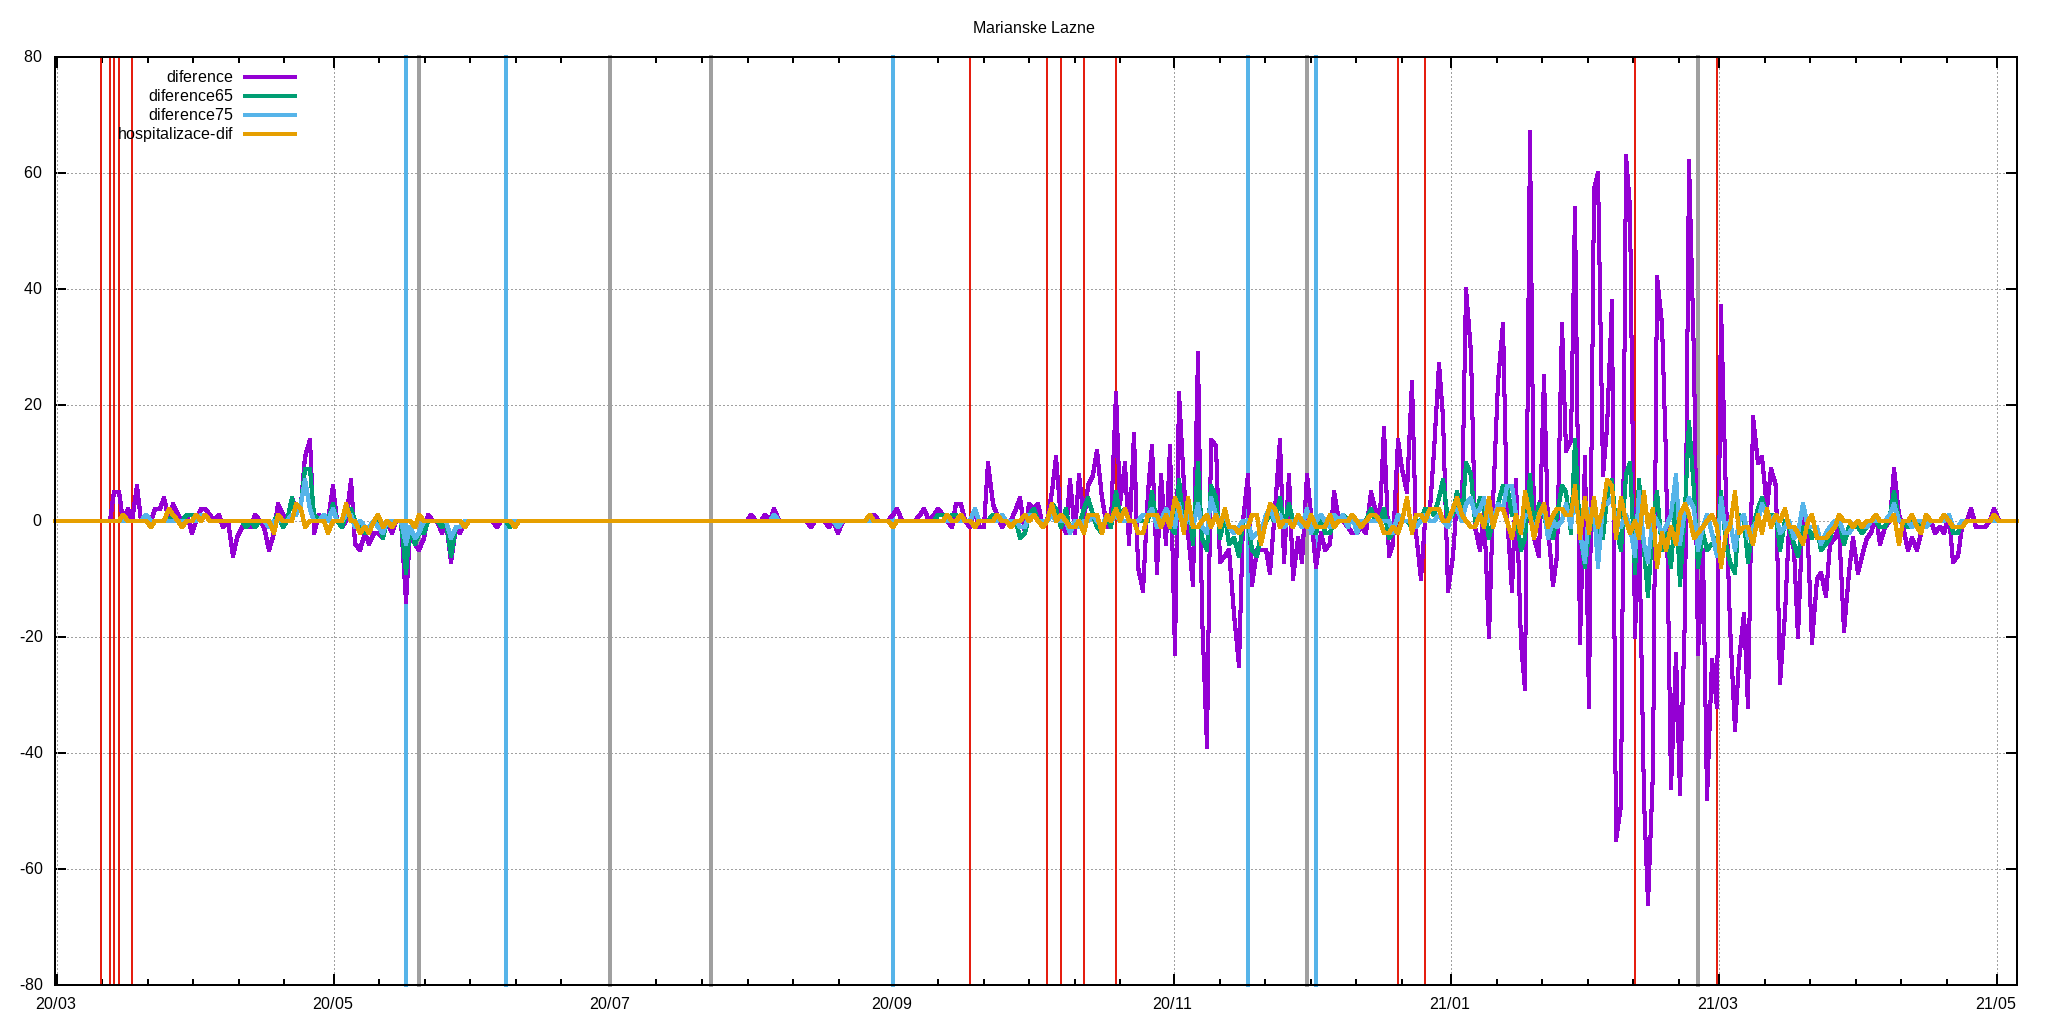 Marianske Lazne
80
diference
diference65
diference75
hospitalizace-dif
60
40
20
0
-20
-40
-60
-80
20/03 20/05 20/07 20/09 20/11 21/01 21/03 21/05